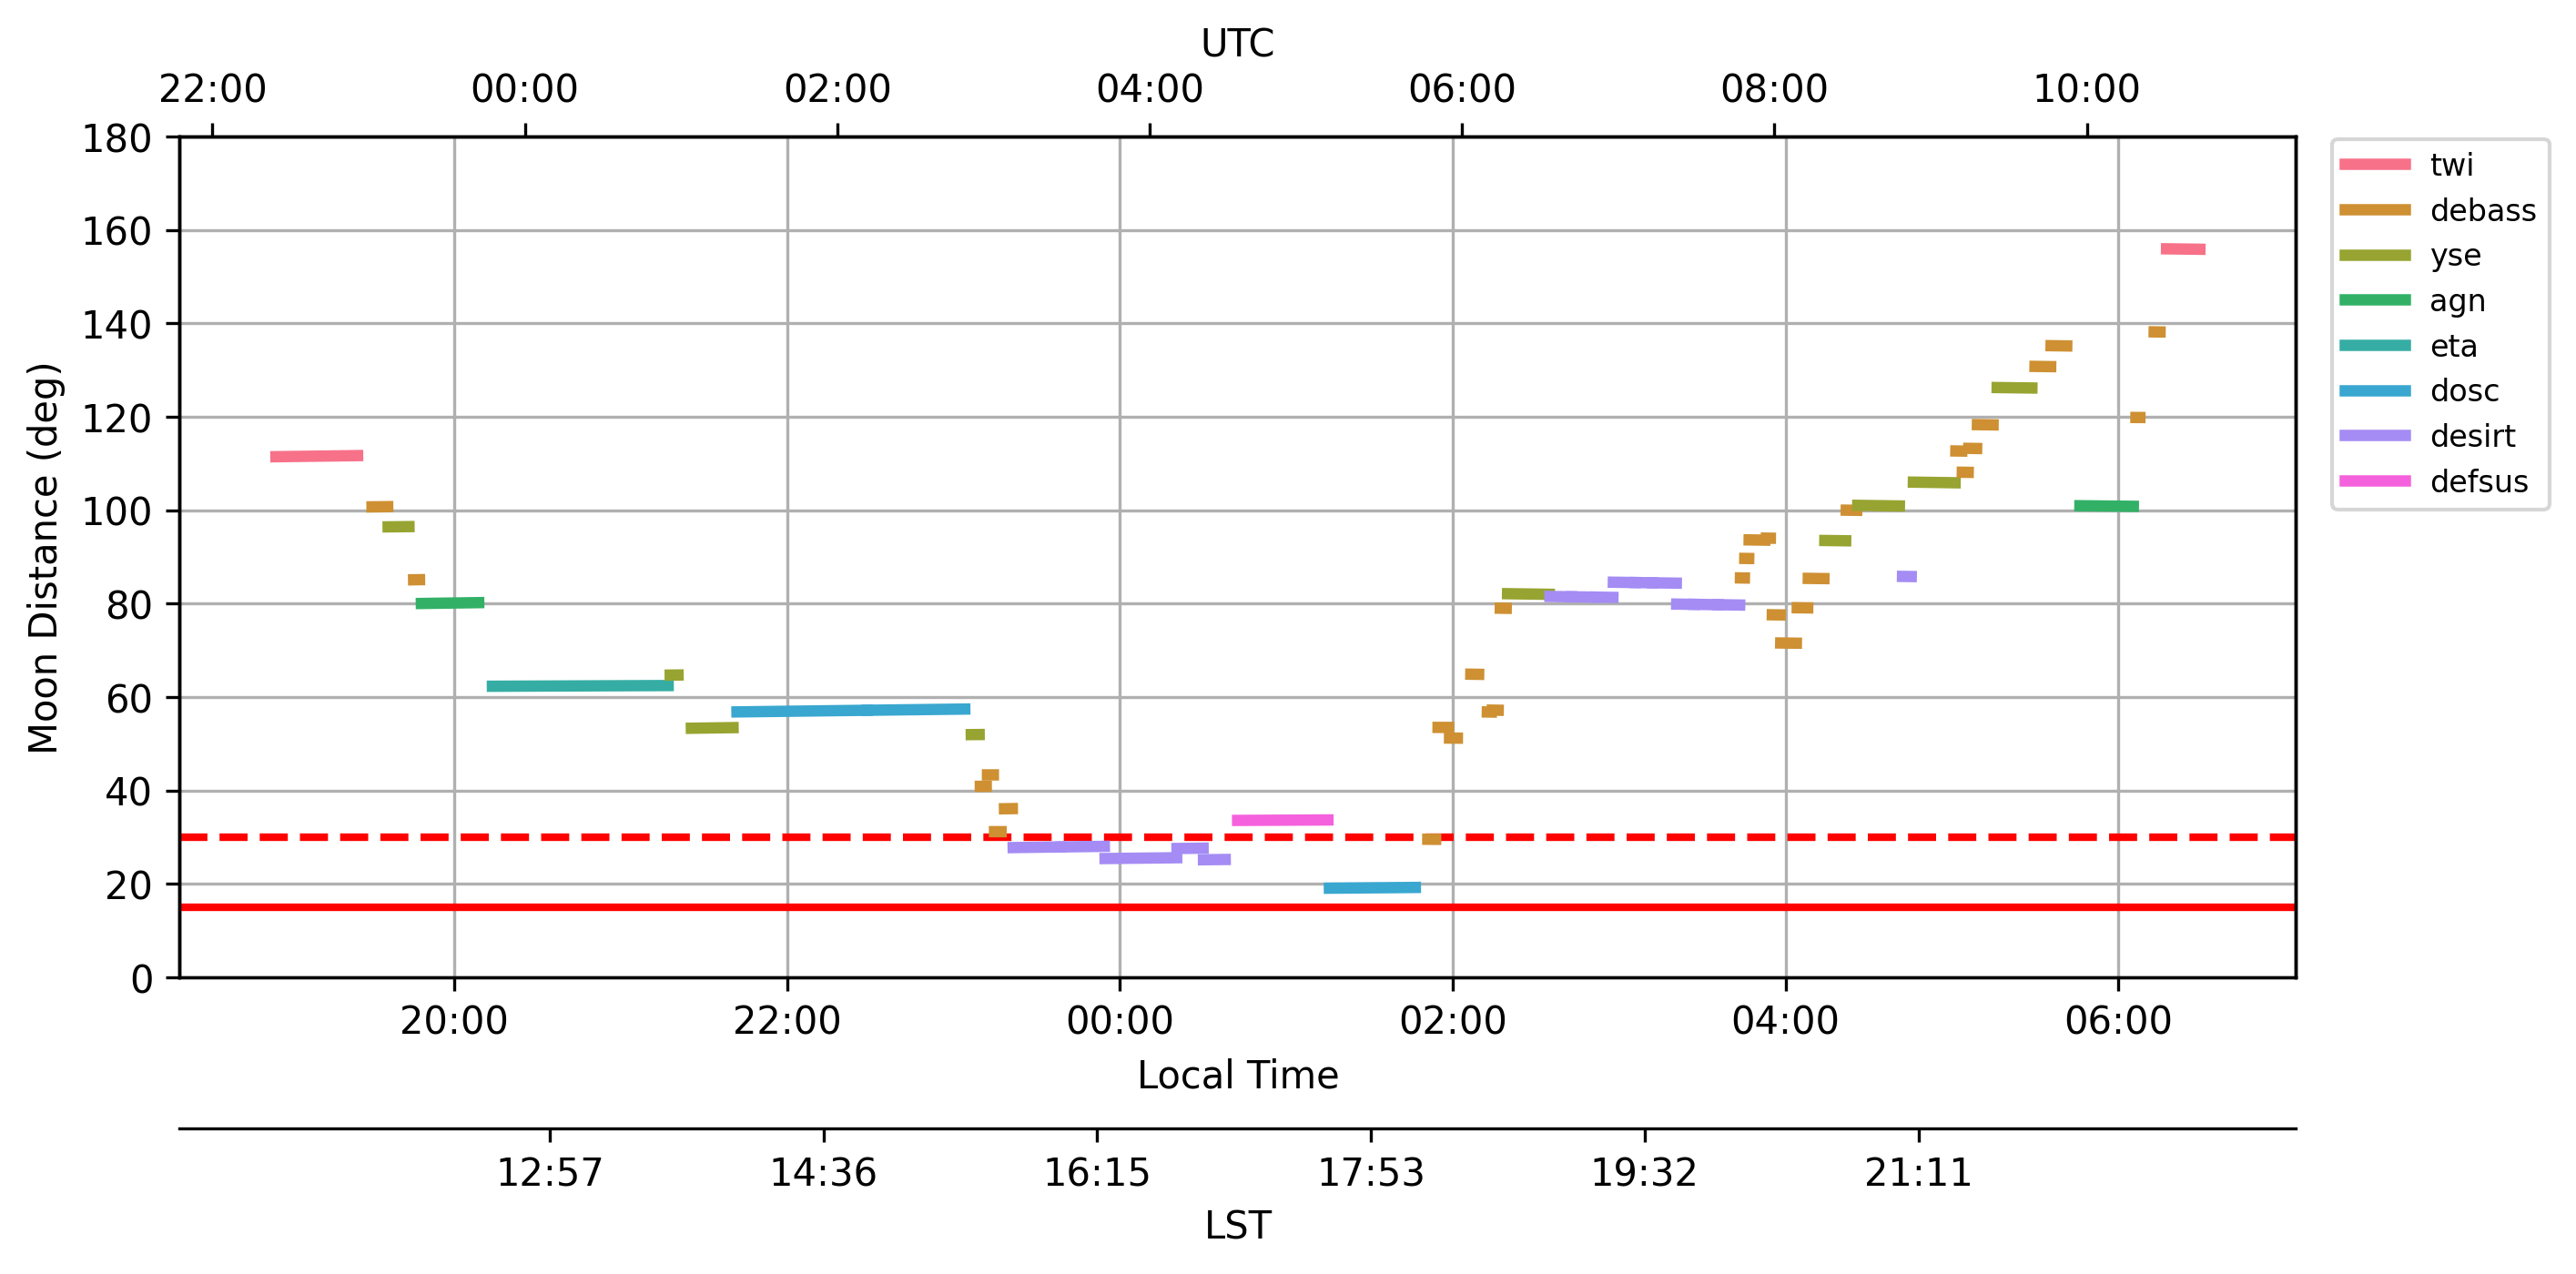 UTC
22:00 00:00 02:00 04:00 06:00 08:00 10:00
180
160
140
120
100
80
60
40
20
0
Moon Distance (deg)
twi
debass
yse
agn
eta
dosc
desirt
defsus
20:00 22:00 00:00 02:00 04:00 06:00
Local Time
12:57 14:36 16:15 17:53 19:32 21:11
LST